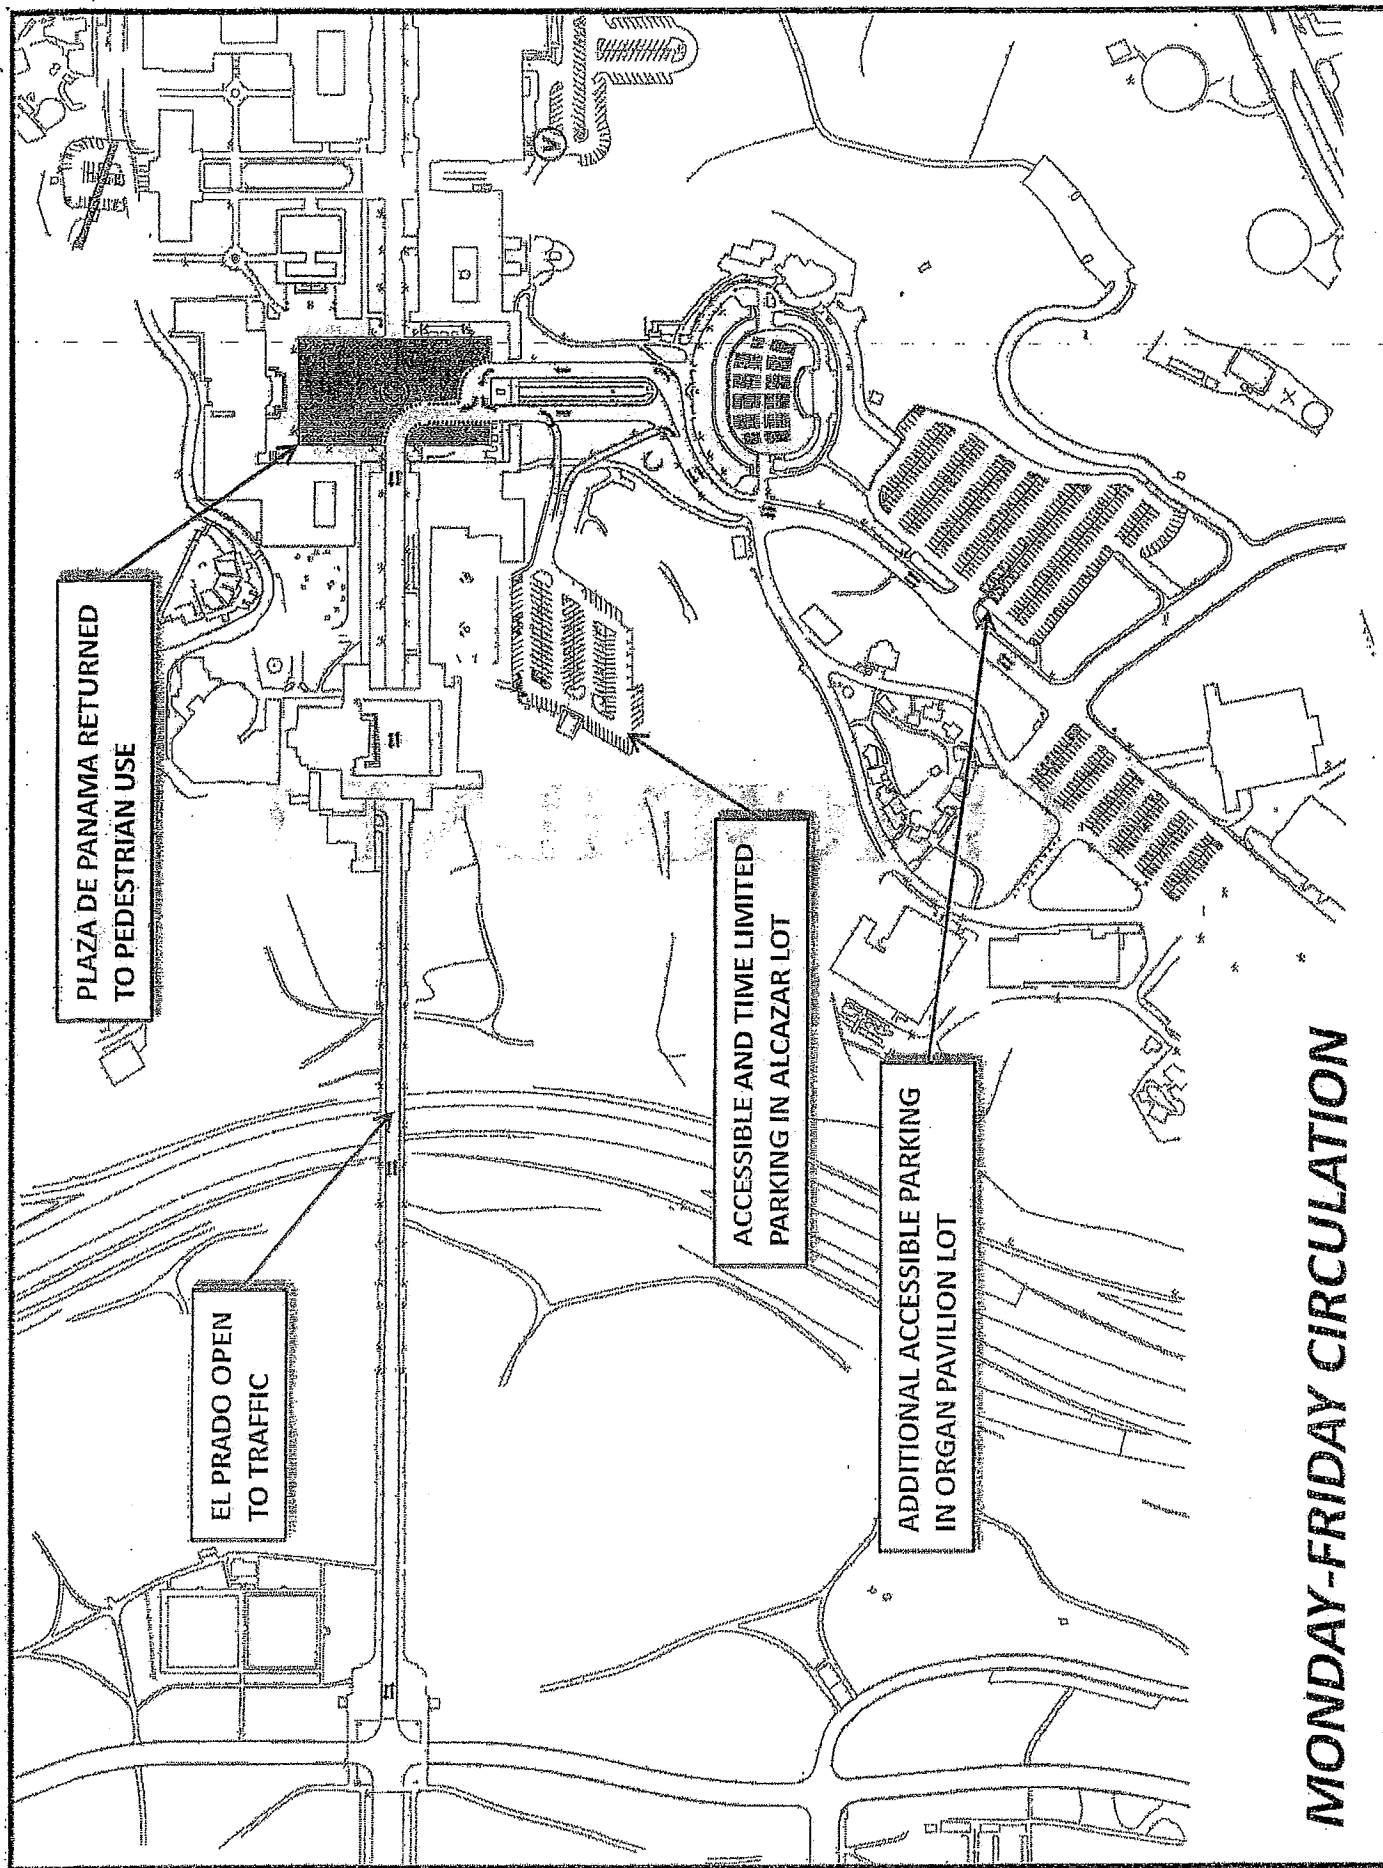 PLAZA DE PANAMA RETURNED
TO PEDESTRIAN USE
EL PRADO OPEN
TO TRAFFIC
ACCESSIBLE AND TIME LIMITED
PARKING IN ALCAZAR LOT
ADDITIONAL ACCESSIBLE PARKING
IN ORGAN PAVILION LOT
MONDAY-FRIDAY CIRCULATION